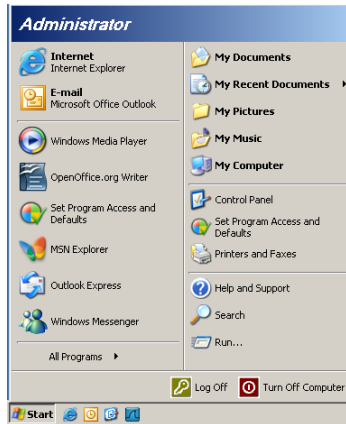 Administrator
Internet
Internet Explorer
E-mail
Microsoft Office Outlook
Windows Media Player
OpenOffice.org Writer
Set Program Access and
Defaults
MSN Explorer
Outlook Express
Windows Messenger
All Programs
My Documents
My Recent Documents
My Pictures
My Music
My Computer
Control Panel
Set Program Access and
Defaults
Printers and Faxes
Help and Support
Search
Run...
Log Off
Turn Off Computer
Start